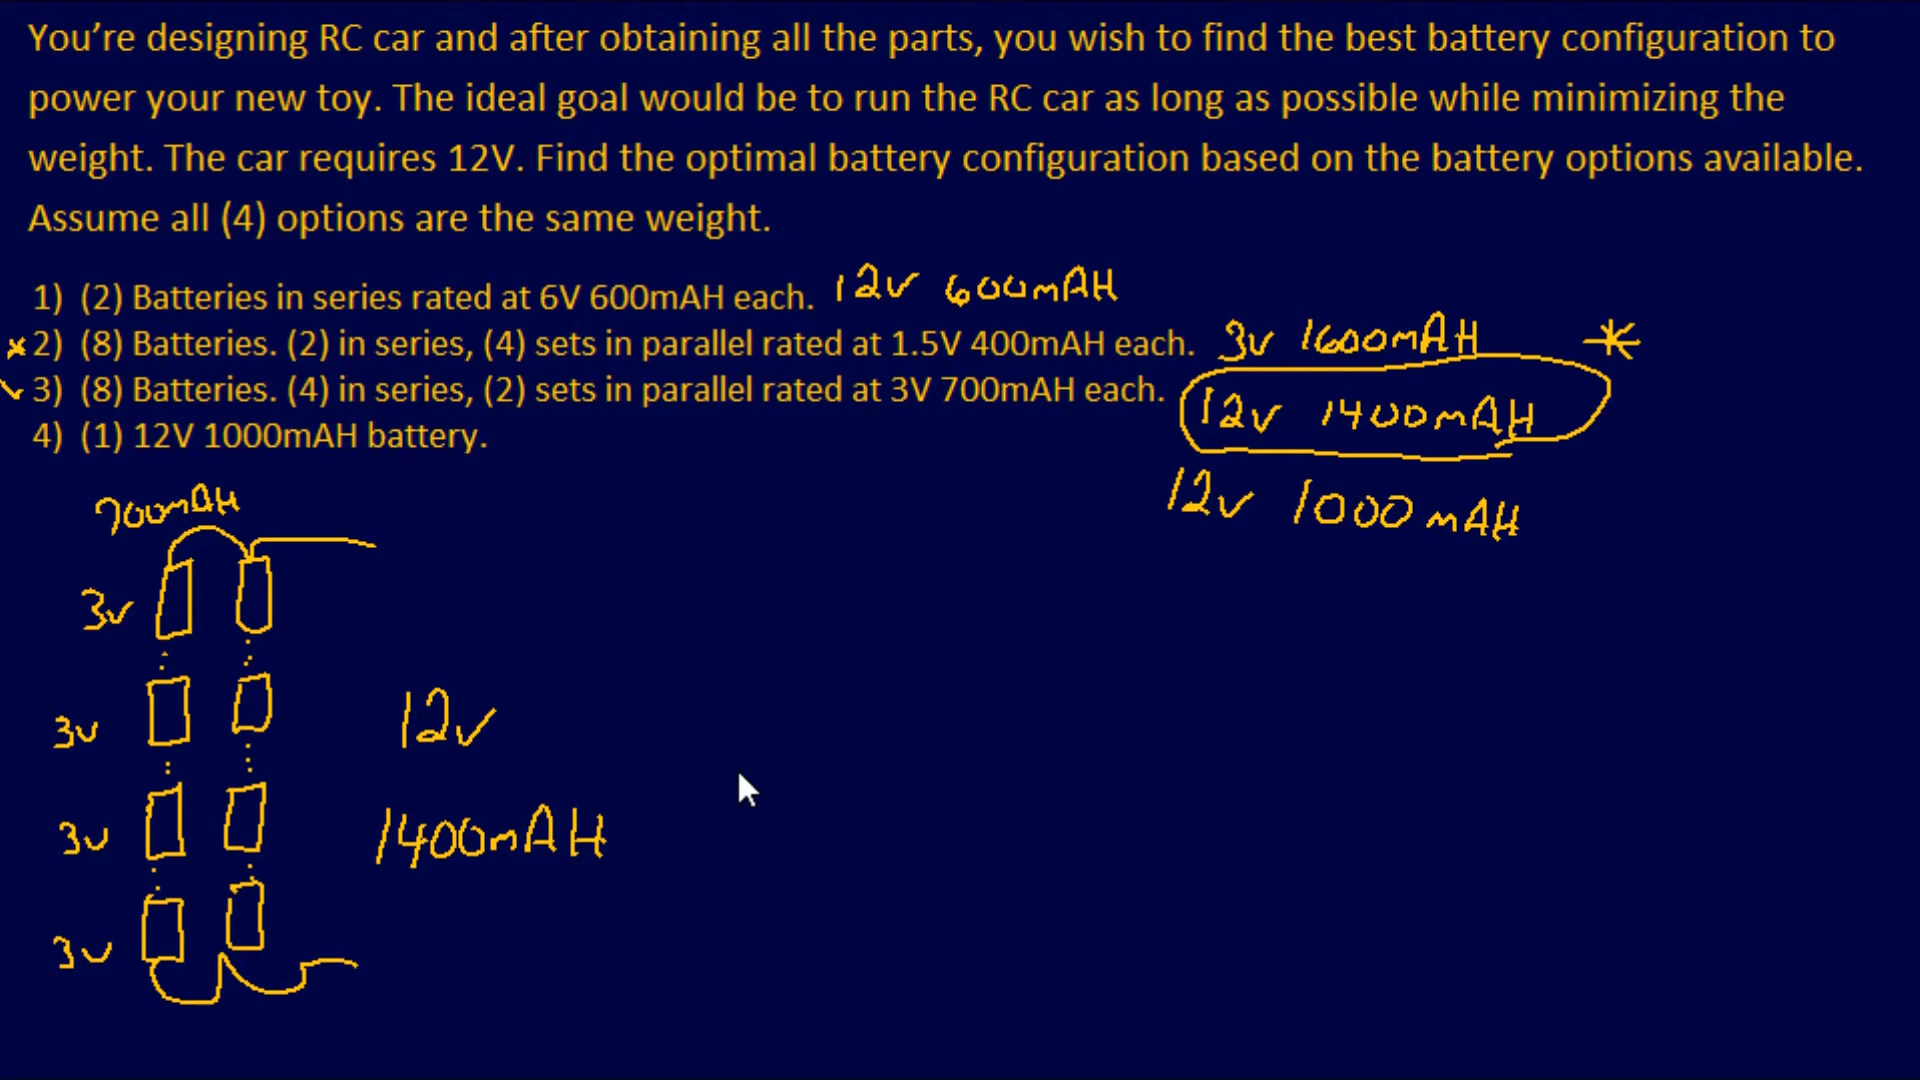 You're designing RC car and after obtaining all the parts, you wish to find the best battery configuration to
power your new toy. The ideal goal would be to run the RC car as long as possible while minimizing the
weight. The car requires 12V. Find the optimal battery configuration based on the battery options available.
Assume all (4) options are the same weight.
1) (2) Batteries in series rated at 6V 600mAH each. 12v 600mAH
2) (8) Batteries. (2) in series, (4) sets in parallel rated at 1.5V 400mAH each. 3v 1600mAH
3) (8) Batteries. (4) in series, (2) sets in parallel rated at 3V 700mAH each. 12v 1400mAH
4) (1) 12V 1000mAH battery.
12v 1000mAH
700mAH
3v
3v
12v
3v
1400mAH
3v